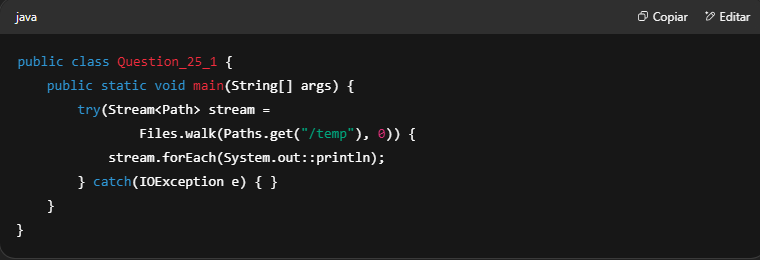 java Copiar Editar
public class Question_25_1 {
    public static void main(String[] args) {
        try(Stream<Path> stream =
                Files.walk(Paths.get("/temp"), 0)) {
            stream.forEach(System.out::println);
        } catch(IOException e) { }
    }
}